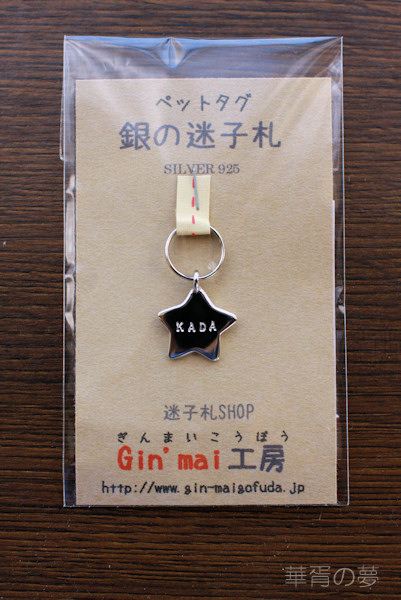 ペットタグ
銀の迷子札
SILVER 925
KADA
迷子札SHOP
ぎんまいこうぼう
Gin'mai工房
http://www.gin-maigofuda.jp
華胥の夢